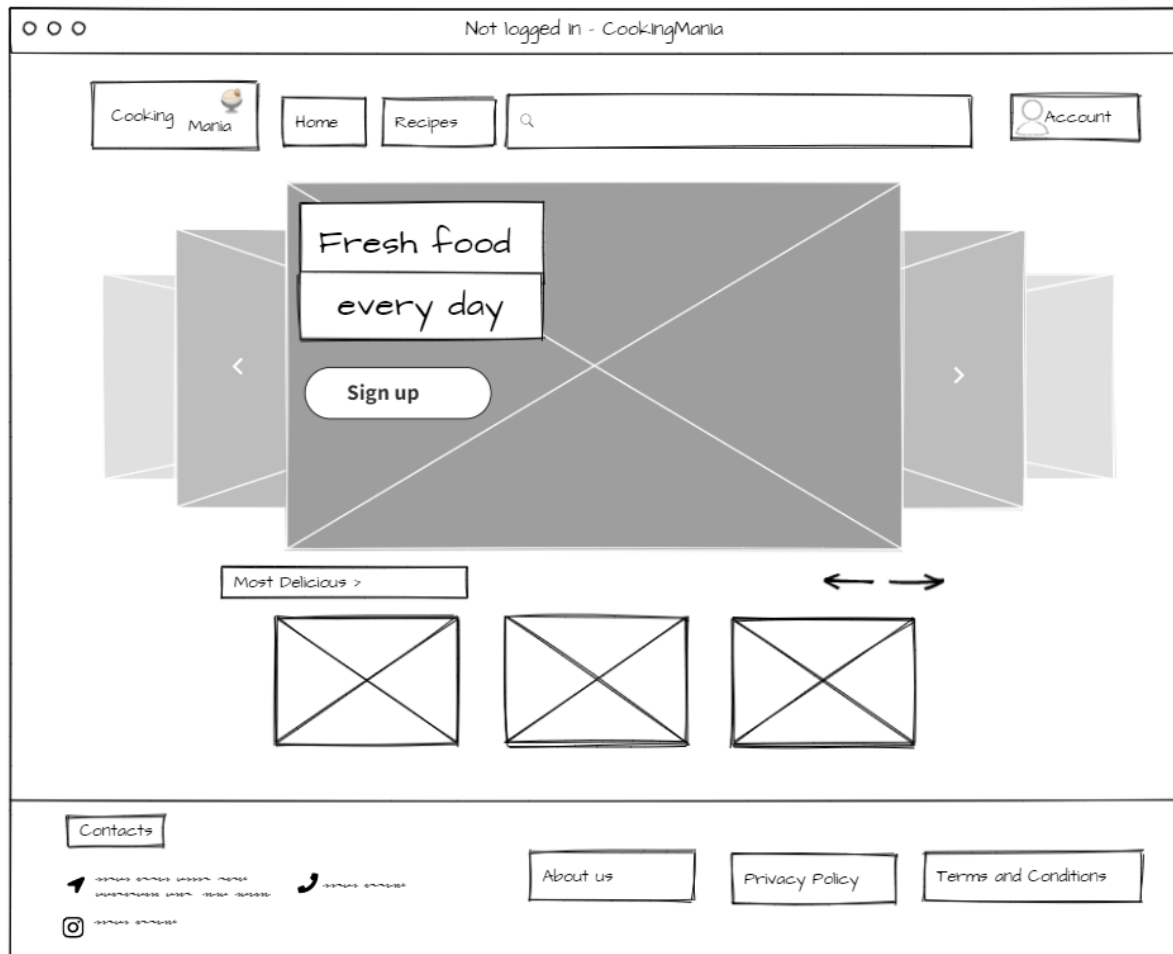 Not logged in - CookingMania
Cooking Mania
Home
Recipes
Account
Fresh food
every day
Sign up
Most Delicious >
Contacts
About us
Privacy Policy
Terms and Conditions